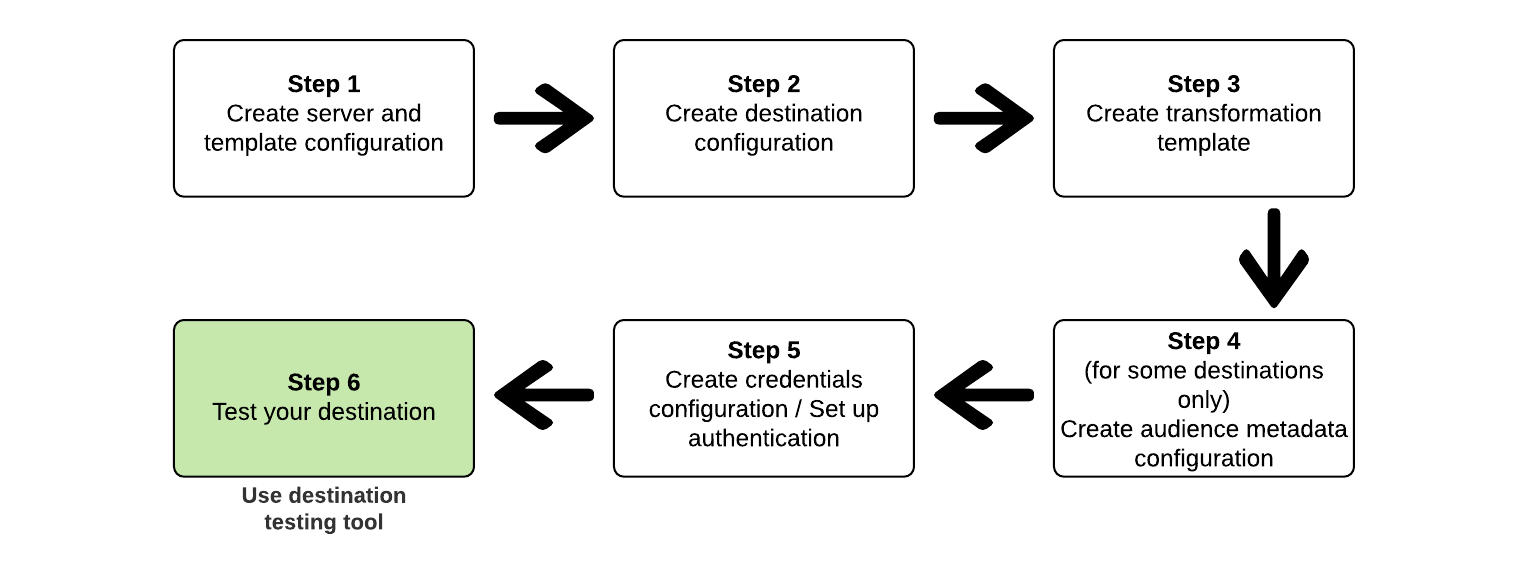 Step 1
Create server and
template configuration
Step 2
Create destination
configuration
Step 3
Create transformation
template
Step 4
(for some destinations
only)
Create audience metadata
configuration
Step 5
Create credentials
configuration / Set up
authentication
Step 6
Test your destination
Use destination
testing tool